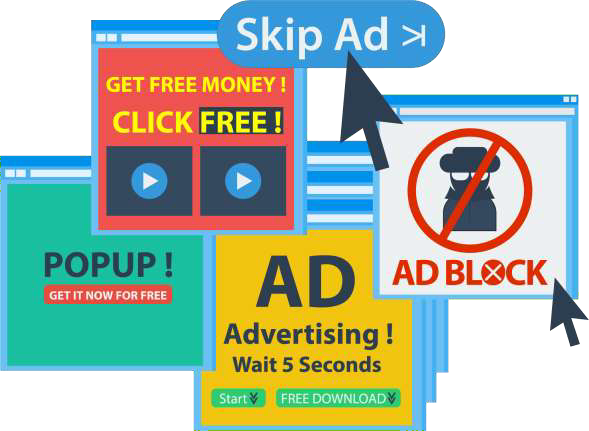 Skip Ad
GET FREE MONEY !
CLICK FREE !
POPUP !
GET IT NOW FOR FREE
AD
Advertising !
Wait 5 Seconds
Start
FREE DOWNLOAD
AD BLOCK